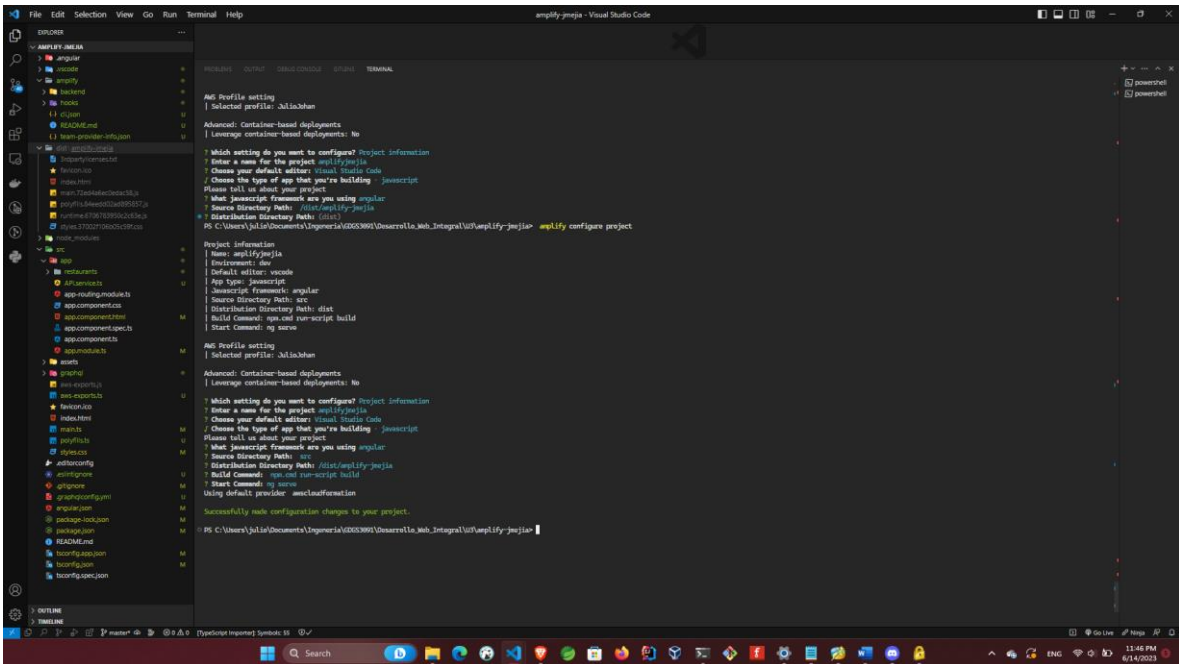 File Edit Selection View Go Run Terminal Help
amplify-jmejia - Visual Studio Code
EXPLORER
AMPLIFY-JMEJIA
.angular
.vscode
amplify
backend
hooks
cli.json U
README.md U
team-provider-info.json U
dist\amplify-jmejia
3rdpartylicenses.txt
favicon.ico
index.html
node_modules
src
app
restaurants
API.service.ts U
app-routing.module.ts
app.component.css
app.component.html M
app.component.spec.ts
app.component.ts
app.module.ts M
assets
graphql
aws-exports.js
aws-exports.ts U
favicon.ico
index.html
main.ts M
polyfills.ts U
styles.css M
.editorconfig
.eslintignore U
.gitignore M
.graphqlconfig.yml U
angular.json M
package-lock.json M
package.json M
README.md
tsconfig.app.json M
tsconfig.json M
tsconfig.spec.json
OUTLINE
TIMELINE
PROBLEMS OUTPUT DEBUG CONSOLE GITLENS TERMINAL
powershell
powershell
AWS Profile setting
| Selected profile: JulioJohan
Advanced: Container-based deployments
| Leverage container-based deployments: No
? Which setting do you want to configure? Project information
? Enter a name for the project amplifyjmejia
? Choose your default editor: Visual Studio Code
√ Choose the type of app that you're building · javascript
Please tell us about your project
? What javascript framework are you using angular
? Source Directory Path: /dist/amplify-jmejia
? Distribution Directory Path: (dist)
PS C:\Users\julio\Documents\Ingeneria\GDGS3091\Desarrollo_Web_Integral\U3\amplify-jmejia> amplify configure project
Project information
| Name: amplifyjmejia
| Environment: dev
| Default editor: vscode
| App type: javascript
| Javascript framework: angular
| Source Directory Path: src
| Distribution Directory Path: dist
| Build Command: npm.cmd run-script build
| Start Command: ng serve
AWS Profile setting
| Selected profile: JulioJohan
Advanced: Container-based deployments
| Leverage container-based deployments: No
? Which setting do you want to configure? Project information
? Enter a name for the project amplifyjmejia
? Choose your default editor: Visual Studio Code
√ Choose the type of app that you're building · javascript
Please tell us about your project
? What javascript framework are you using angular
? Source Directory Path: src
? Distribution Directory Path: /dist/amplify-jmejia
? Build Command: npm.cmd run-script build
? Start Command: ng serve
Using default provider awscloudformation
Successfully made configuration changes to your project.
PS C:\Users\julio\Documents\Ingeneria\GDGS3091\Desarrollo_Web_Integral\U3\amplify-jmejia>
master* 0 0 0 [TypeScript Importer]: Symbols: 55
Go Live Ninja
Search
ENG
11:46 PM
6/14/2023